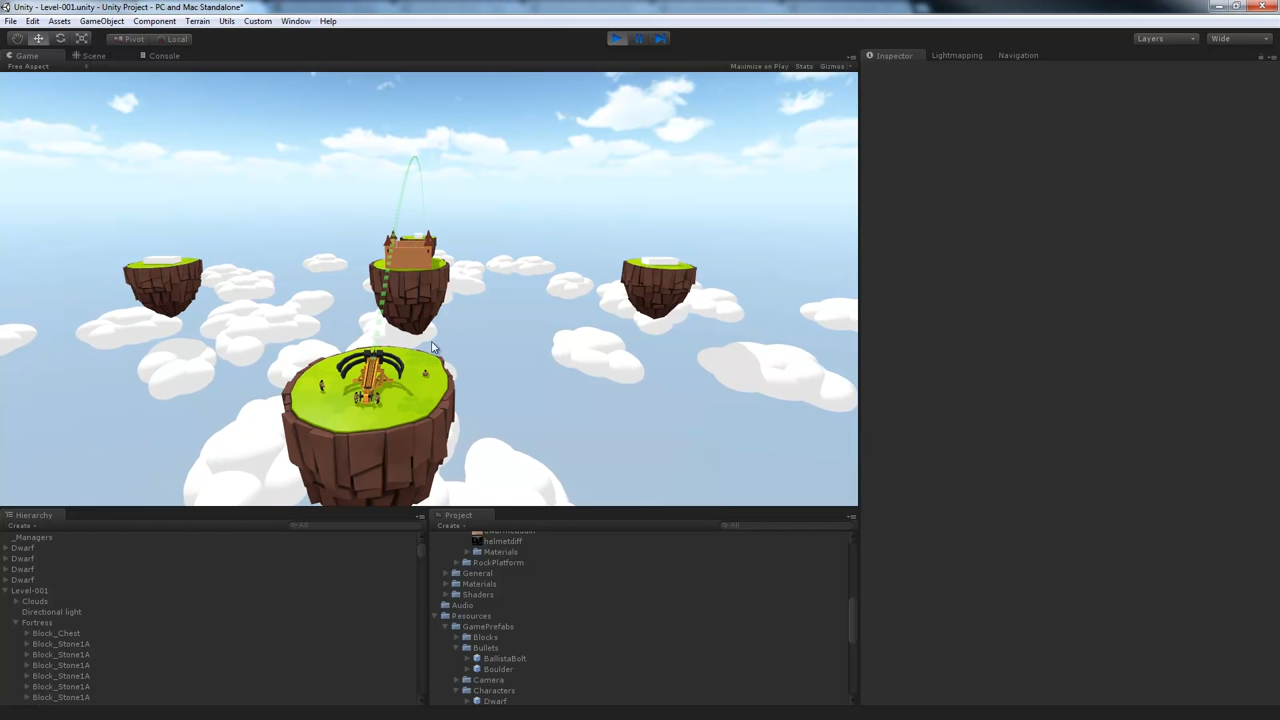 Unity - Level-001.unity - Unity Project - PC and Mac Standalone*
File Edit Assets GameObject Component Terrain Utils Custom Window Help
Pivot Local Layers Wide
Game Scene Console Inspector Lightmapping Navigation
Free Aspect Maximize on Play Stats Gizmos
Hierarchy
Create All
_Managers
Dwarf
Dwarf
Dwarf
Dwarf
Level-001
Clouds
Directional light
Fortress
Block_Chest
Block_Stone1A
Block_Stone1A
Block_Stone1A
Block_Stone1A
Block_Stone1A
Block_Stone1A
Project
Create All
helmetdiff
Materials
RockPlatform
General
Materials
Shaders
Audio
Resources
GamePrefabs
Blocks
Bullets
BallistaBolt
Boulder
Camera
Characters
Dwarf